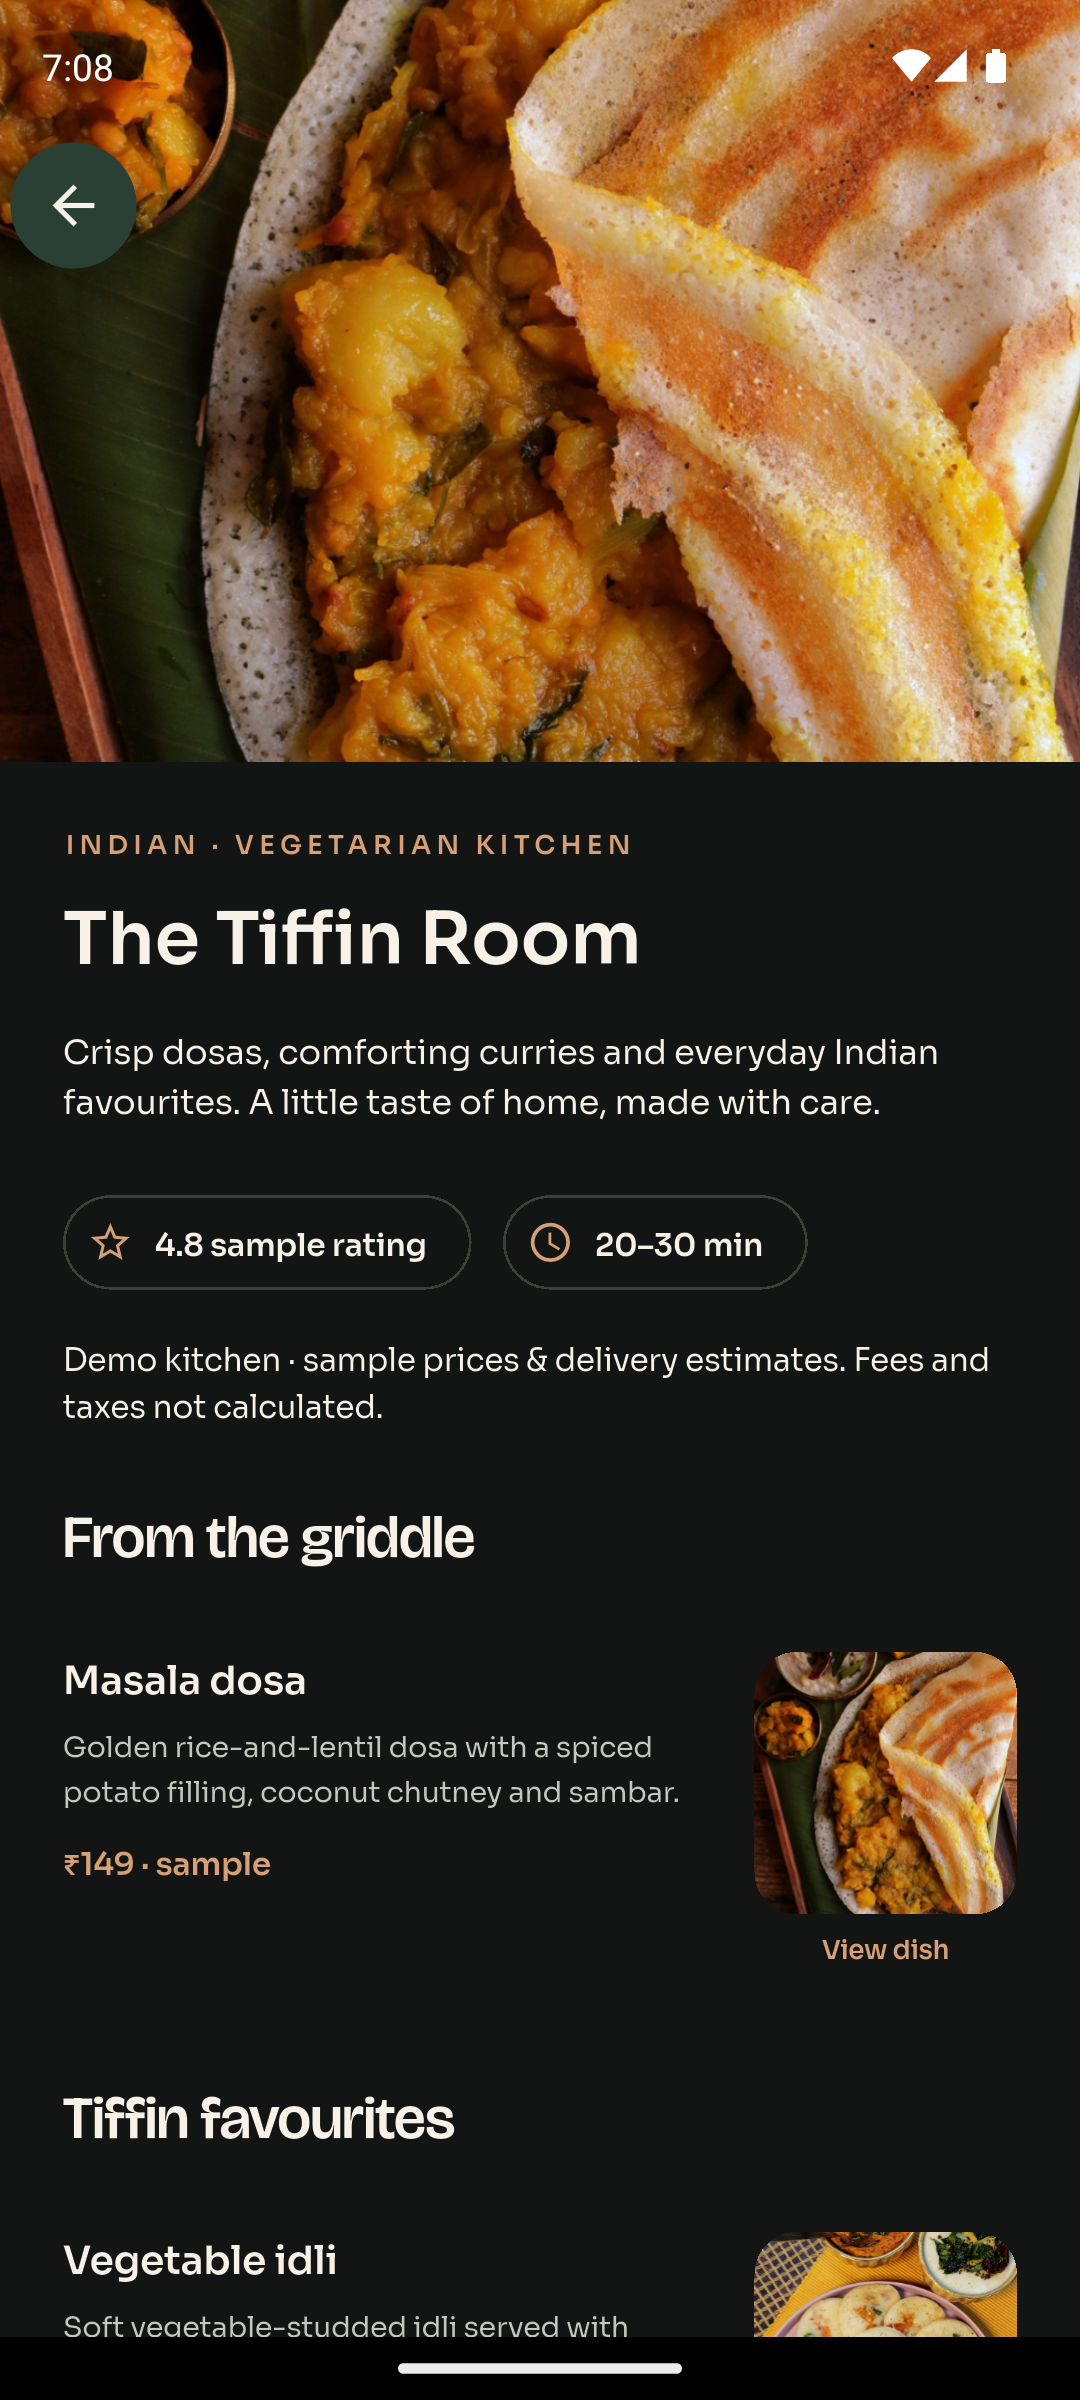 7:08
INDIAN · VEGETARIAN KITCHEN
The Tiffin Room
Crisp dosas, comforting curries and everyday Indian
favourites. A little taste of home, made with care.
4.8 sample rating
20–30 min
Demo kitchen · sample prices & delivery estimates. Fees and
taxes not calculated.
From the griddle
Masala dosa
Golden rice-and-lentil dosa with a spiced
potato filling, coconut chutney and sambar.
₹149 · sample
View dish
Tiffin favourites
Vegetable idli
Soft vegetable-studded idli served with